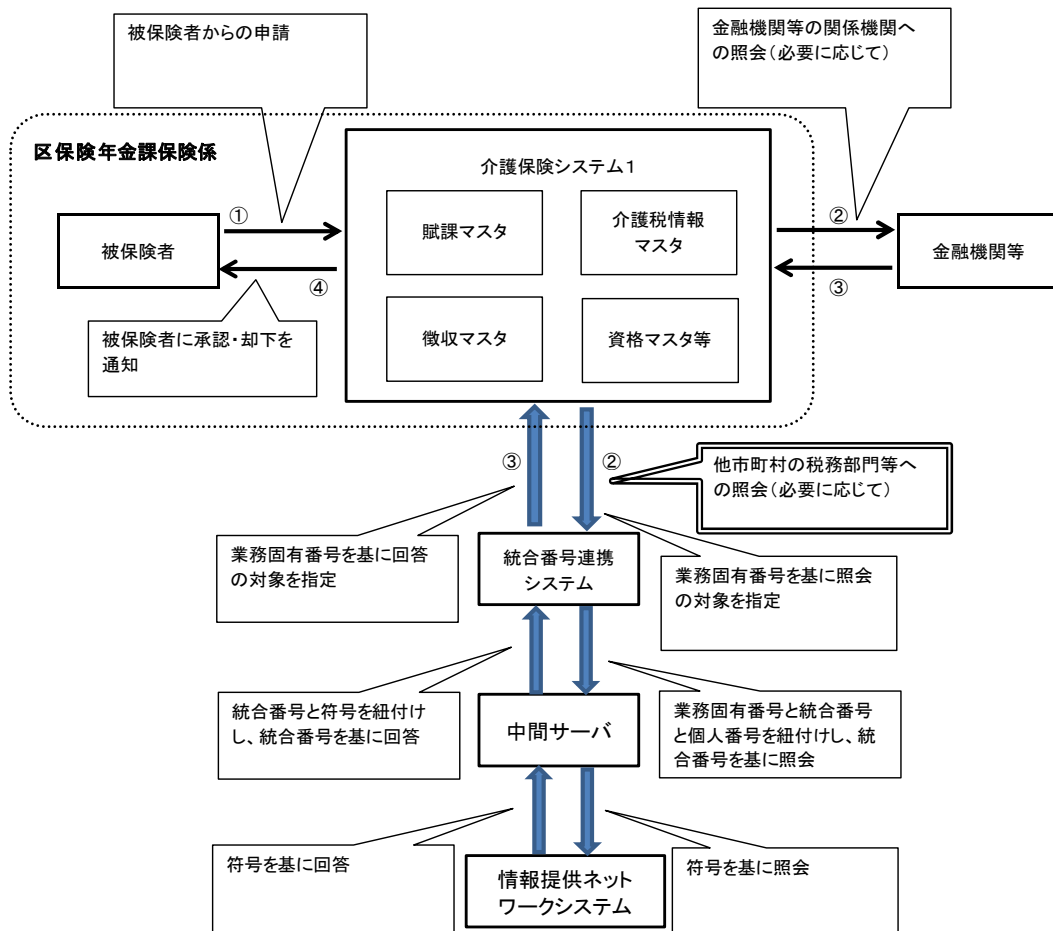 被保険者からの申請
金融機関等の関係機関へ
の照会（必要に応じて）
区保険年金課保険係
介護保険システム１
賦課マスタ
介護税情報
マスタ
徴収マスタ
資格マスタ等
①
被保険者
④
②
金融機関等
③
被保険者に承認・却下を
通知
③
②
他市町村の税務部門等へ
の照会（必要に応じて）
業務固有番号を基に回答
の対象を指定
統合番号連携
システム
業務固有番号を基に照会
の対象を指定
統合番号と符号を紐付け
し、統合番号を基に回答
中間サーバ
業務固有番号と統合番号
と個人番号を紐付けし、統
合番号を基に照会
符号を基に回答
情報提供ネット
ワークシステム
符号を基に照会